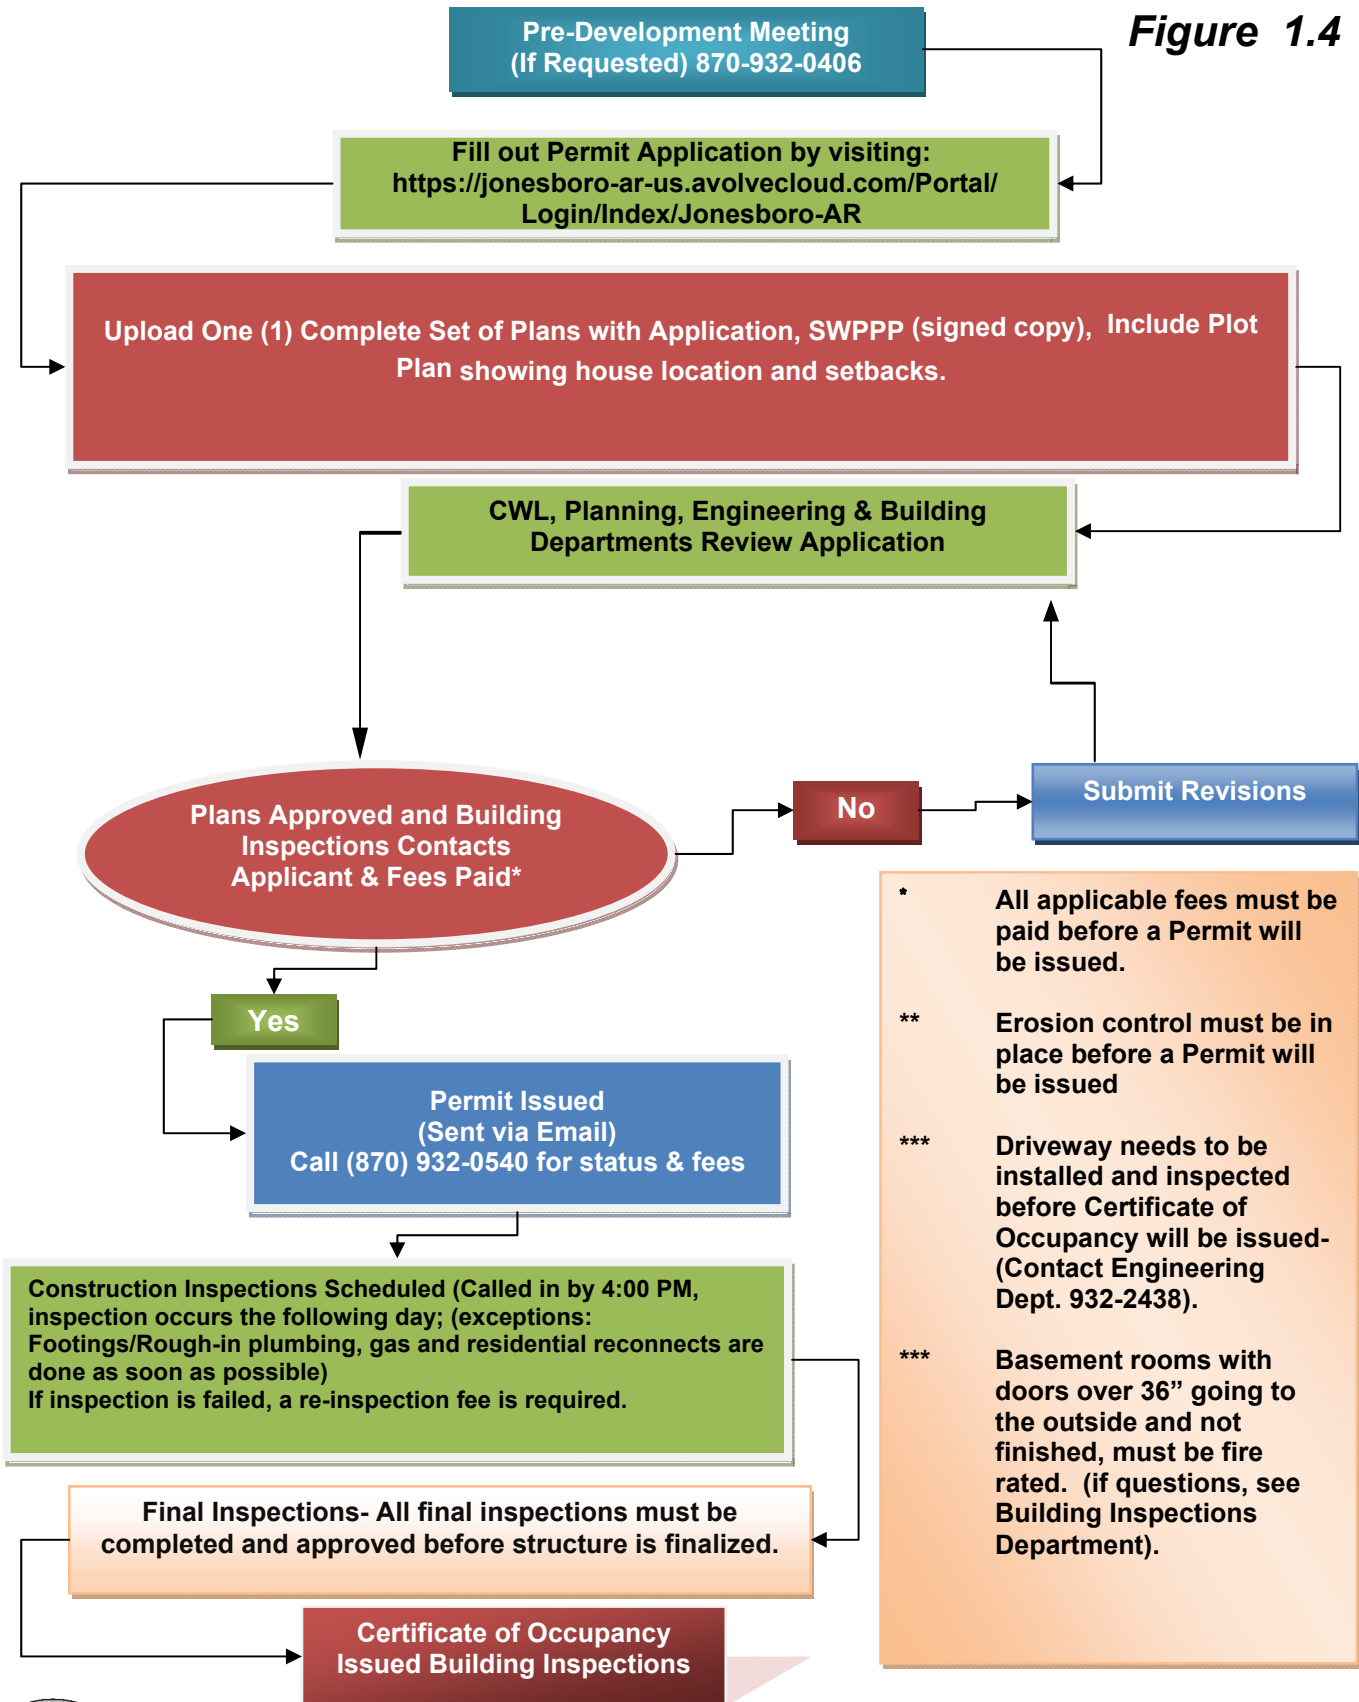 Figure 1.4
Pre-Development Meeting
(If Requested) 870-932-0406
Fill out Permit Application by visiting:
https://jonesboro-ar-us.avolvecloud.com/Portal/
Login/Index/Jonesboro-AR
Upload One (1) Complete Set of Plans with Application, SWPPP (signed copy), Include Plot
Plan showing house location and setbacks.
CWL, Planning, Engineering & Building
Departments Review Application
Plans Approved and Building
Inspections Contacts
Applicant & Fees Paid*
No
Submit Revisions
Yes
Permit Issued
(Sent via Email)
Call (870) 932-0540 for status & fees
Construction Inspections Scheduled (Called in by 4:00 PM,
inspection occurs the following day; (exceptions:
Footings/Rough-in plumbing, gas and residential reconnects are
done as soon as possible)
If inspection is failed, a re-inspection fee is required.
Final Inspections- All final inspections must be
completed and approved before structure is finalized.
Certificate of Occupancy
Issued Building Inspections
* All applicable fees must be
paid before a Permit will
be issued.
** Erosion control must be in
place before a Permit will
be issued
*** Driveway needs to be
installed and inspected
before Certificate of
Occupancy will be issued-
(Contact Engineering
Dept. 932-2438).
*** Basement rooms with
doors over 36” going to
the outside and not
finished, must be fire
rated. (if questions, see
Building Inspections
Department).